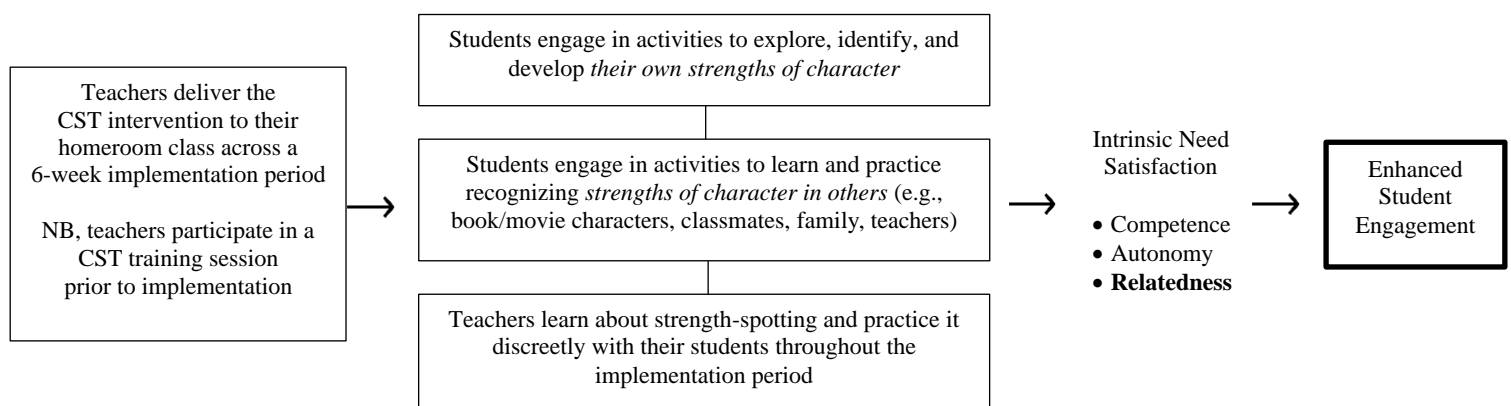 Teachers deliver the
CST intervention to their
homeroom class across a
6-week implementation period
NB, teachers participate in a
CST training session
prior to implementation
Students engage in activities to explore, identify, and
develop their own strengths of character
Students engage in activities to learn and practice
recognizing strengths of character in others (e.g.,
book/movie characters, classmates, family, teachers)
Teachers learn about strength-spotting and practice it
discreetly with their students throughout the
implementation period
Intrinsic Need
Satisfaction
• Competence
• Autonomy
• Relatedness
Enhanced
Student
Engagement